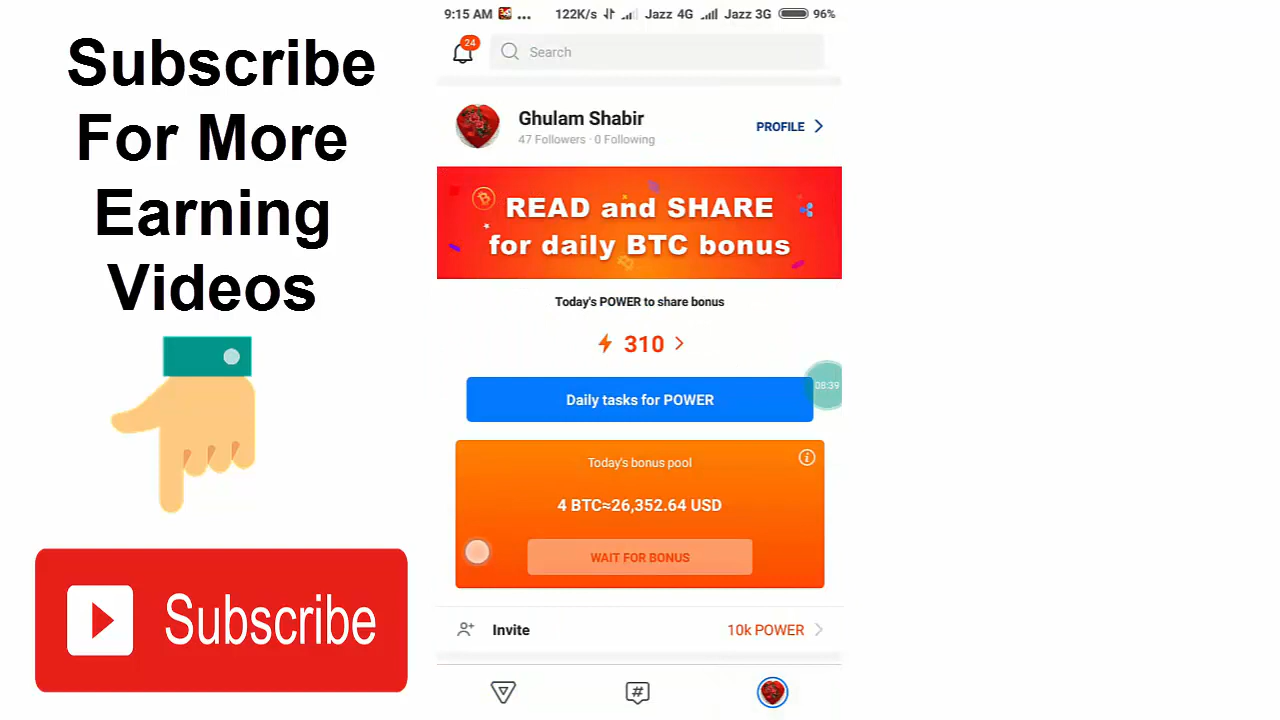 Subscribe
For More
Earning
Videos
Subscribe
9:15 AM ... 122K/s Jazz 4G Jazz 3G 96%
24
Search
Ghulam Shabir
47 Followers · 0 Following
PROFILE
READ and SHARE
for daily BTC bonus
Today's POWER to share bonus
310
Daily tasks for POWER
08:39
Today's bonus pool
4 BTC≈26,352.64 USD
WAIT FOR BONUS
Invite 10k POWER